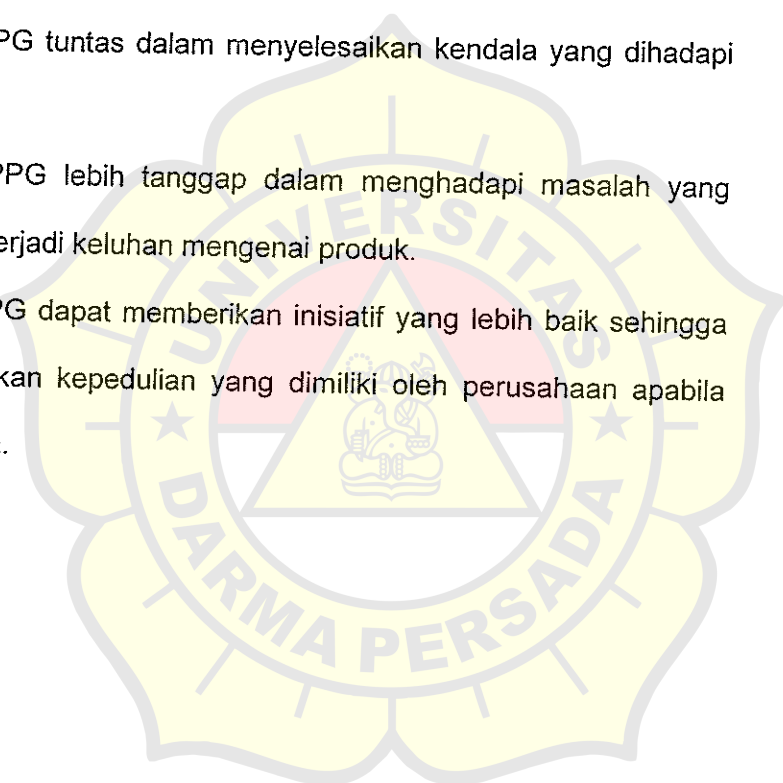 PG tuntas dalam menyelesaikan kendala yang dihadapi
PPG lebih tanggap dalam menghadapi masalah yang
erjadi keluhan mengenai produk.
PG dapat memberikan inisiatif yang lebih baik sehingga
kan kepedulian yang dimiliki oleh perusahaan apabila
.
UNIVERSITAS
DARMA PERSADA